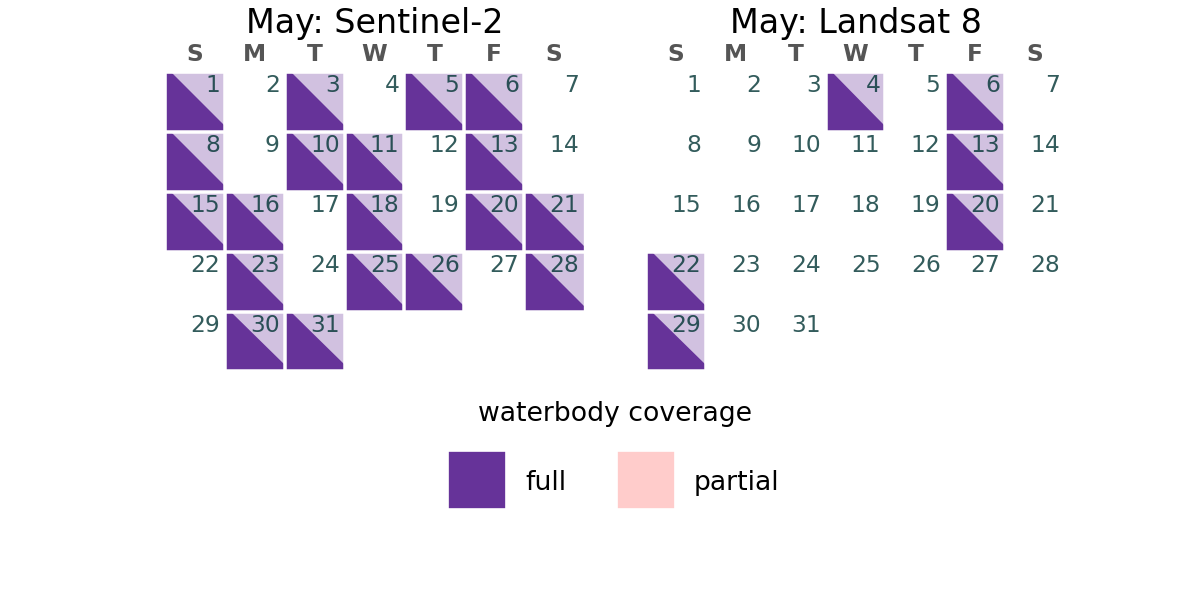 May: Sentinel-2
S M T W T F S
1 2 3 4 5 6 7
8 9 10 11 12 13 14
15 16 17 18 19 20 21
22 23 24 25 26 27 28
29 30 31
May: Landsat 8
S M T W T F S
1 2 3 4 5 6 7
8 9 10 11 12 13 14
15 16 17 18 19 20 21
22 23 24 25 26 27 28
29 30 31
waterbody coverage
full partial